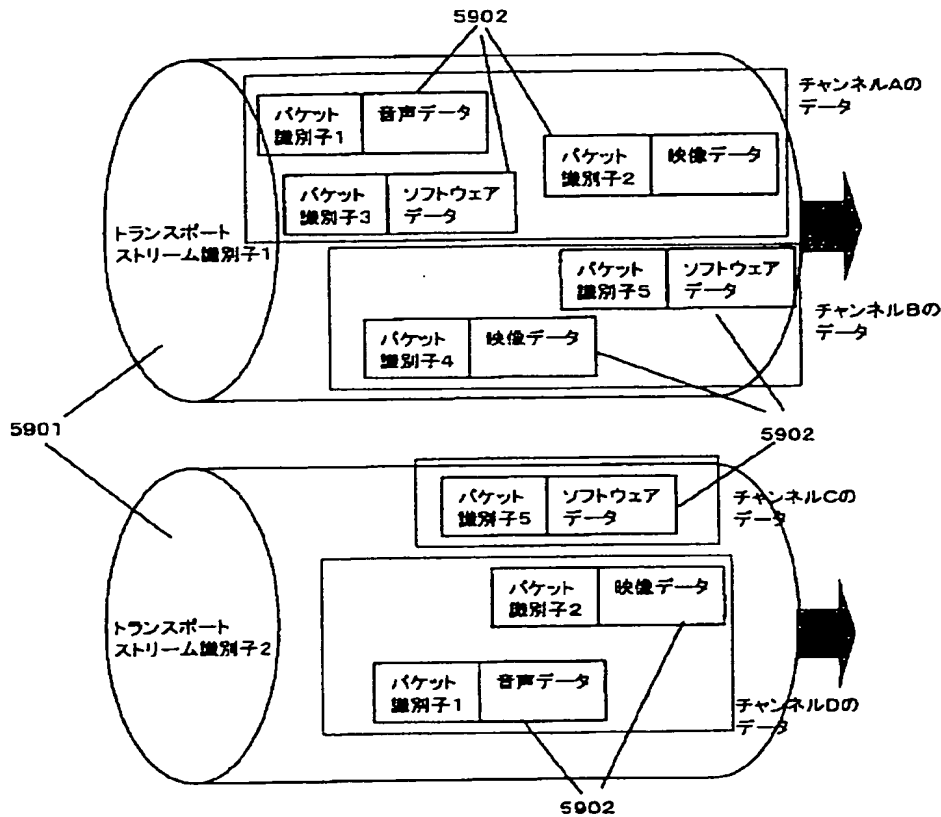 5902
チャンネルAの
データ
パケット
識別子1
音声データ
パケット
識別子2
映像データ
パケット
識別子3
ソフトウェア
データ
トランスポート
ストリーム識別子1
パケット
識別子5
ソフトウェア
データ
チャンネルBの
データ
パケット
識別子4
映像データ
5901
5902
パケット
識別子5
ソフトウェア
データ
チャンネルCの
データ
パケット
識別子2
映像データ
トランスポート
ストリーム識別子2
パケット
識別子1
音声データ
チャンネルDの
データ
5902